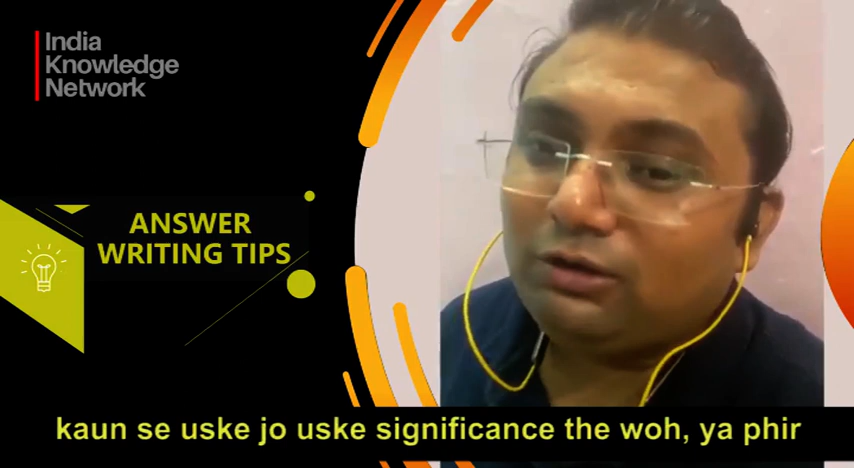 India
Knowledge
Network
ANSWER
WRITING TIPS
kaun se uske jo uske significance the woh, ya phir